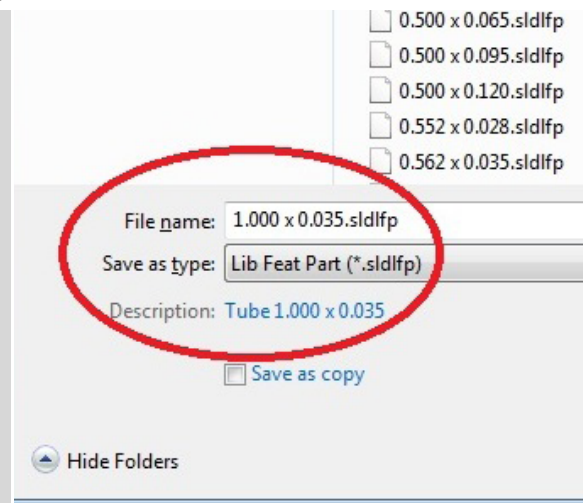 0.500 x 0.065.sldlfp
0.500 x 0.095.sldlfp
0.500 x 0.120.sldlfp
0.552 x 0.028.sldlfp
0.562 x 0.035.sldlfp
File name: 1.000 x 0.035.sldlfp
Save as type: Lib Feat Part (*.sldlfp)
Description: Tube 1.000 x 0.035
Save as copy
Hide Folders